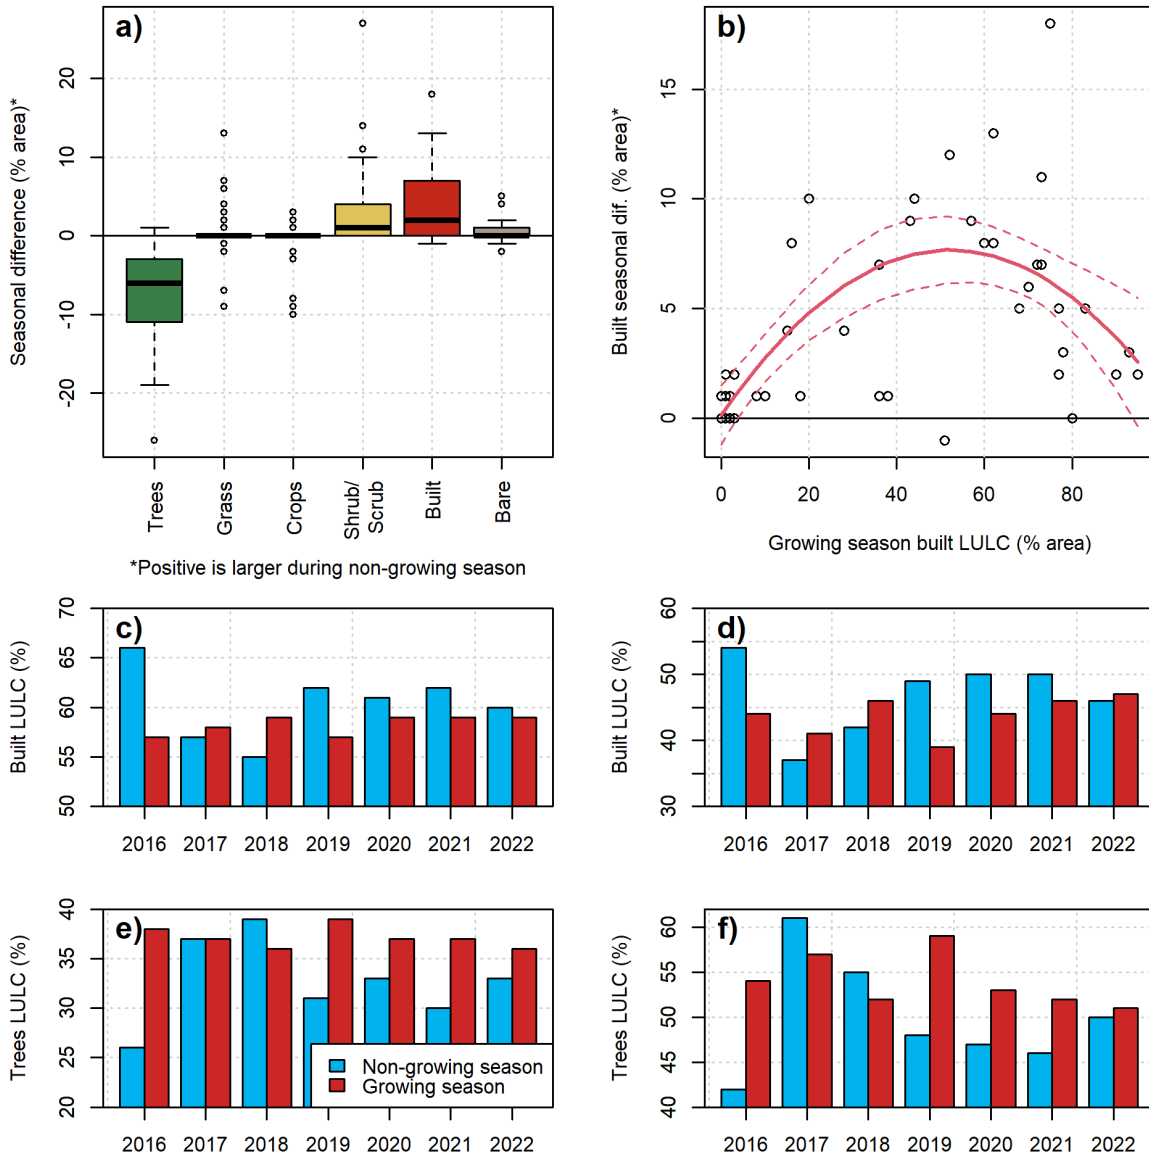 a)
Seasonal difference (% area)*
20
10
0
-10
-20
Trees
Grass
Crops
Shrub/
Scrub
Built
Bare
*Positive is larger during non-growing season
b)
Built seasonal dif. (% area)*
15
10
5
0
0 20 40 60 80
Growing season built LULC (% area)
c)
Built LULC (%)
70
65
60
55
50
2016 2017 2018 2019 2020 2021 2022
d)
Built LULC (%)
60
50
40
30
2016 2017 2018 2019 2020 2021 2022
e)
Trees LULC (%)
40
35
30
25
20
Non-growing season
Growing season
2016 2017 2018 2019 2020 2021 2022
f)
Trees LULC (%)
60
55
50
45
40
2016 2017 2018 2019 2020 2021 2022